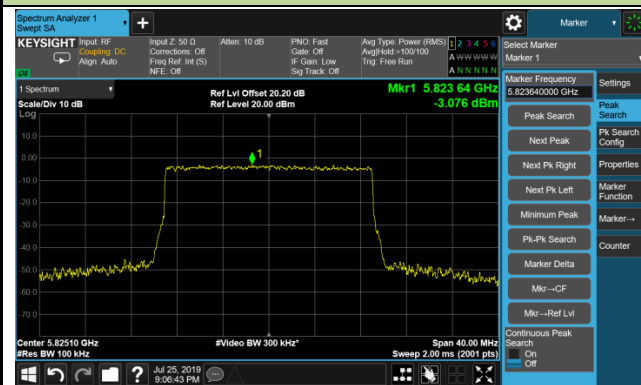 Spectrum Analyzer 1
Swept SA
Marker
KEYSIGHT
Input: RF
Coupling: DC
Align: Auto
Input Z: 50 Ω
Corrections: Off
Freq Ref: Int (S)
NFE: Off
Atten: 10 dB
PNO: Fast
Gate: Off
IF Gain: Low
Sig Track: Off
Avg Type: Power (RMS)
Avg|Hold:>100/100
Trig: Free Run
1 2 3 4 5 6
A W W W W W
A N N N N N
Select Marker
Marker 1
1 Spectrum
Scale/Div 10 dB
Log
Ref Lvl Offset 20.20 dB
Ref Level 20.00 dBm
Mkr1 5.823 64 GHz
-3.076 dBm
10.0
0.00
-10.0
-20.0
-30.0
-40.0
-50.0
-60.0
-70.0
1
Center 5.82510 GHz
#Res BW 100 kHz
#Video BW 300 kHz*
Span 40.00 MHz
Sweep 2.00 ms (2001 pts)
Marker Frequency
5.823640000 GHz
Peak Search
Next Peak
Next Pk Right
Next Pk Left
Minimum Peak
Pk-Pk Search
Marker Delta
Mkr→CF
Mkr→Ref Lvl
Continuous Peak
Search
On
Off
Settings
Peak
Search
Pk Search
Config
Properties
Marker
Function
Marker→
Counter
Jul 25, 2019
9:06:43 PM